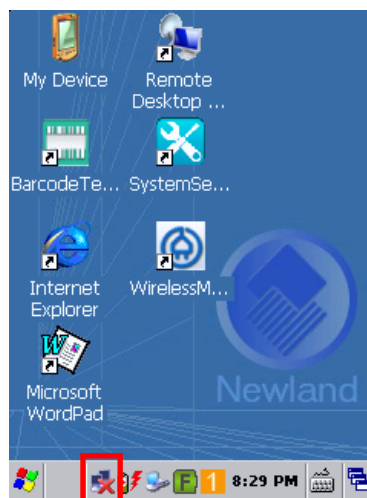 My Device
Remote
Desktop ...
BarcodeTe...
SystemSe...
Internet
Explorer
WirelessM...
Microsoft
WordPad
Newland
F
1
8:29 PM